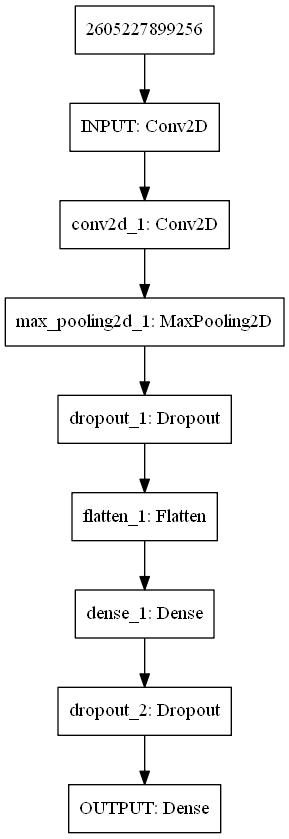 2605227899256
INPUT: Conv2D
conv2d_1: Conv2D
max_pooling2d_1: MaxPooling2D
dropout_1: Dropout
flatten_1: Flatten
dense_1: Dense
dropout_2: Dropout
OUTPUT: Dense